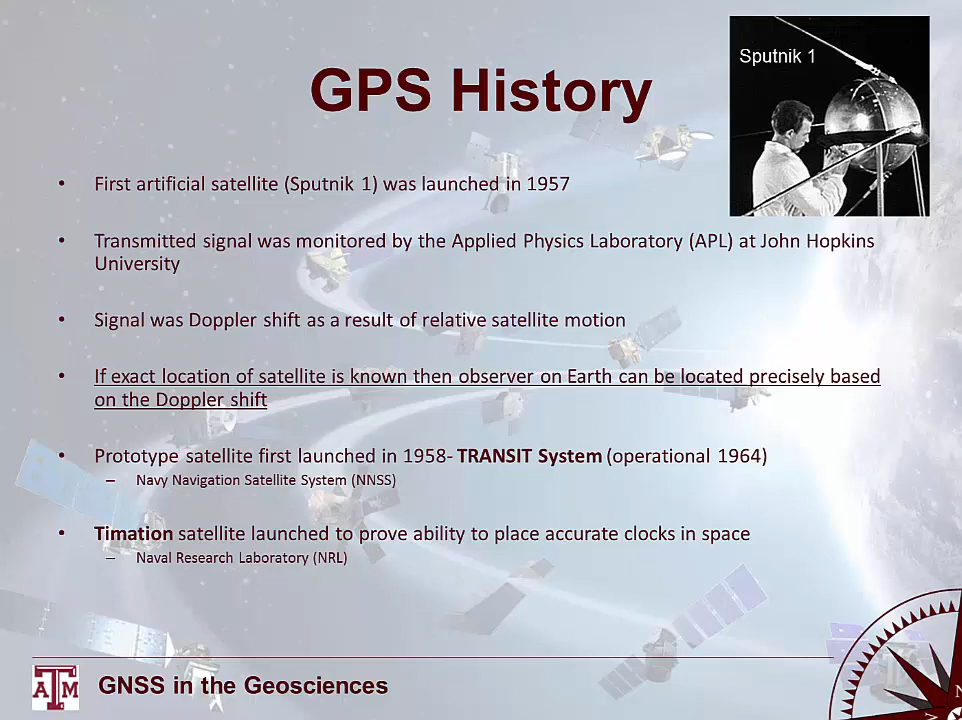 Sputnik 1
GPS History
• First artificial satellite (Sputnik 1) was launched in 1957
• Transmitted signal was monitored by the Applied Physics Laboratory (APL) at John Hopkins
University
• Signal was Doppler shift as a result of relative satellite motion
• If exact location of satellite is known then observer on Earth can be located precisely based
on the Doppler shift
• Prototype satellite first launched in 1958- TRANSIT System (operational 1964)
– Navy Navigation Satellite System (NNSS)
• Timation satellite launched to prove ability to place accurate clocks in space
– Naval Research Laboratory (NRL)
ATM
GNSS in the Geosciences
N